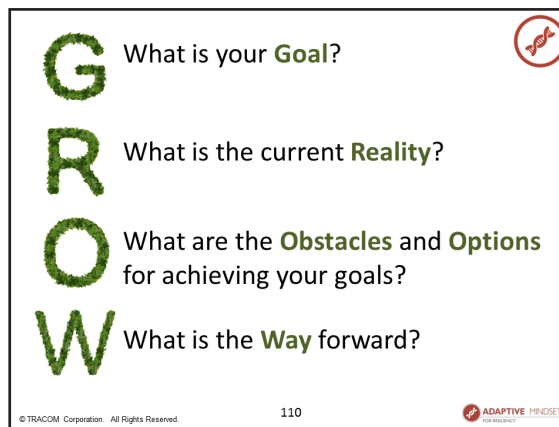 G What is your Goal?
R What is the current Reality?
O What are the Obstacles and Options
for achieving your goals?
W What is the Way forward?
© TRACOM Corporation. All Rights Reserved.
110
ADAPTIVE MINDSET
FOR RESILIENCY